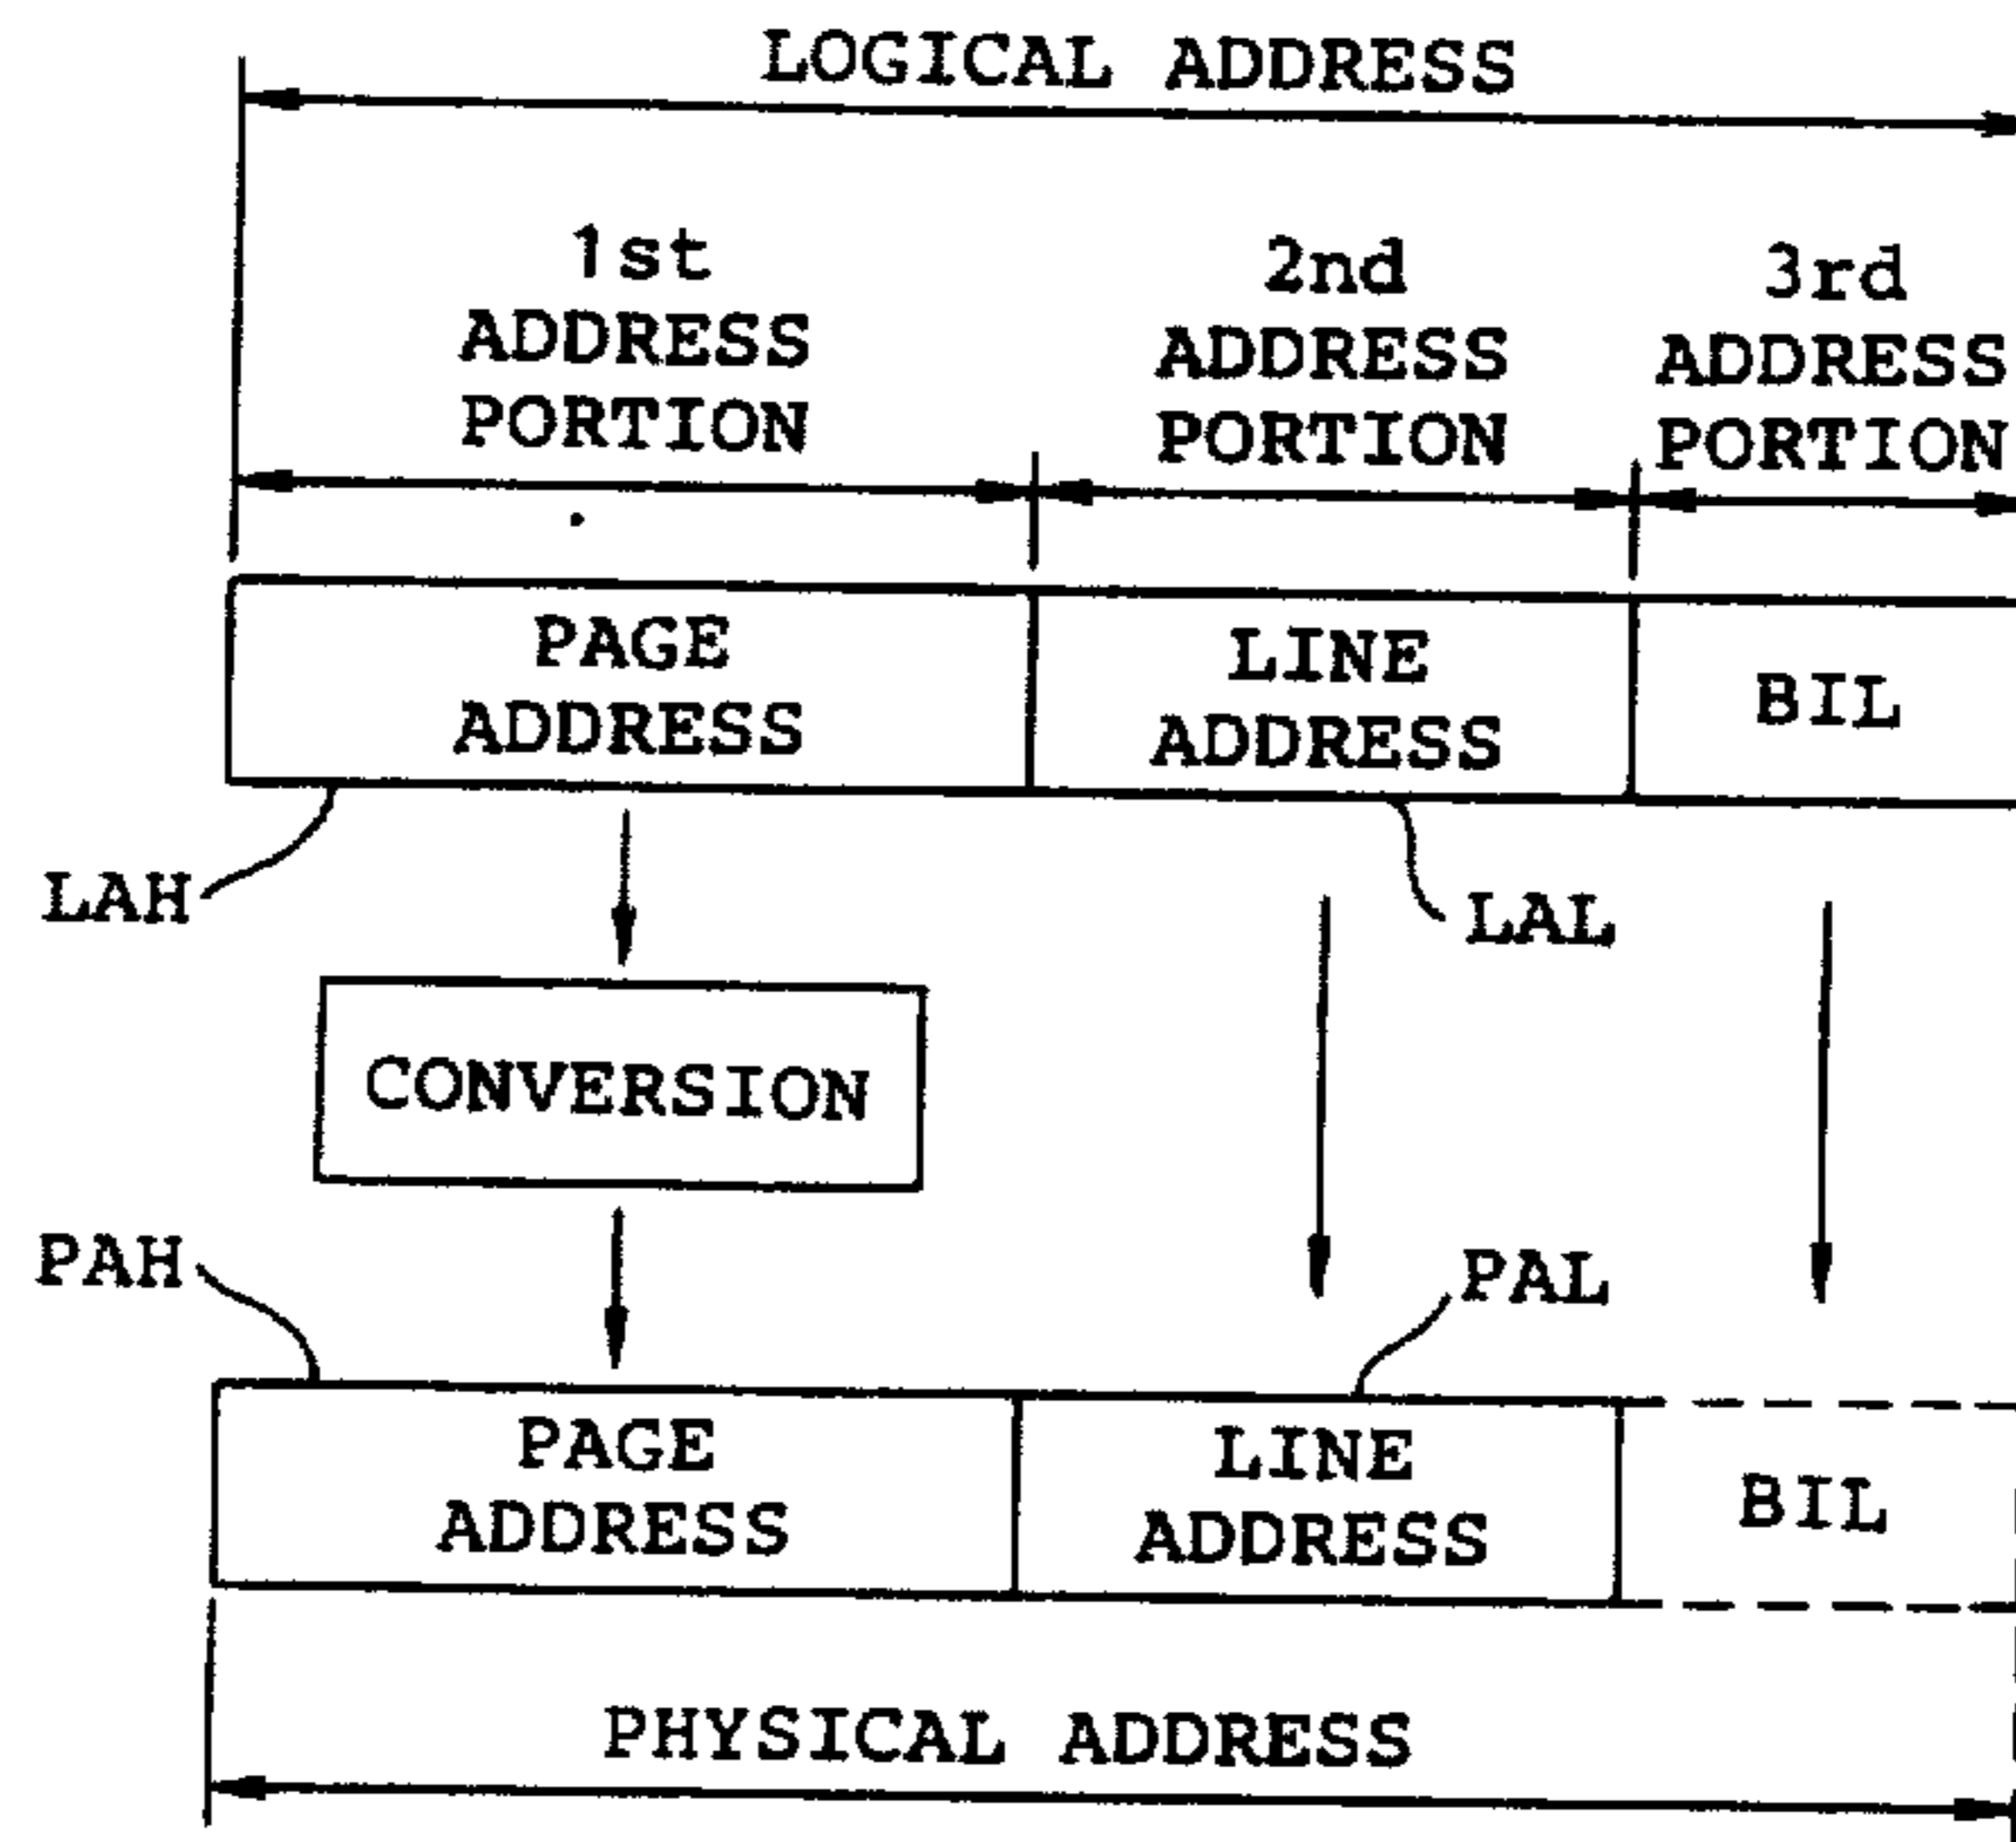 LOGICAL ADDRESS
1st
ADDRESS
PORTION
2nd
ADDRESS
PORTION
3rd
ADDRESS
PORTION
PAGE
ADDRESS
LINE
ADDRESS
BIL
LAH
LAL
CONVERSION
PAH
PAL
PAGE
ADDRESS
LINE
ADDRESS
BIL
PHYSICAL ADDRESS